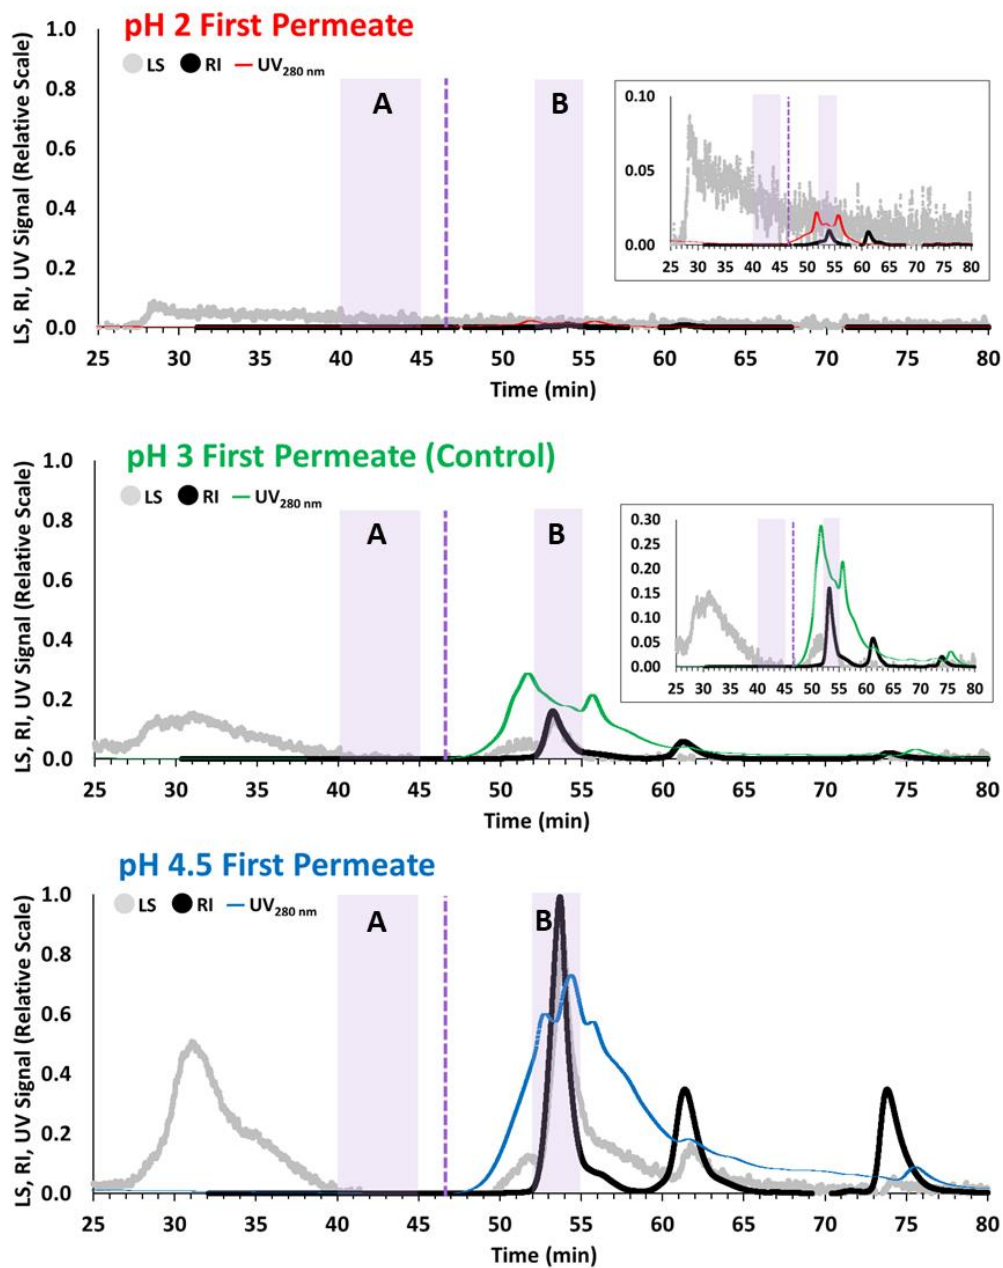 pH 2 First Permeate
LS RI UV280 nm
LS, RI, UV Signal (Relative Scale)
1.0
0.8
0.6
0.4
0.2
0.0
A
B
0.10
0.05
0.00
25 30 35 40 45 50 55 60 65 70 75 80
25 30 35 40 45 50 55 60 65 70 75 80
Time (min)
pH 3 First Permeate (Control)
LS RI UV280 nm
LS, RI, UV Signal (Relative Scale)
1.0
0.8
0.6
0.4
0.2
0.0
A
B
0.30
0.25
0.20
0.15
0.10
0.05
0.00
25 30 35 40 45 50 55 60 65 70 75 80
25 30 35 40 45 50 55 60 65 70 75 80
Time (min)
pH 4.5 First Permeate
LS RI UV280 nm
LS, RI, UV Signal (Relative Scale)
1.0
0.8
0.6
0.4
0.2
0.0
A
B
25 30 35 40 45 50 55 60 65 70 75 80
Time (min)